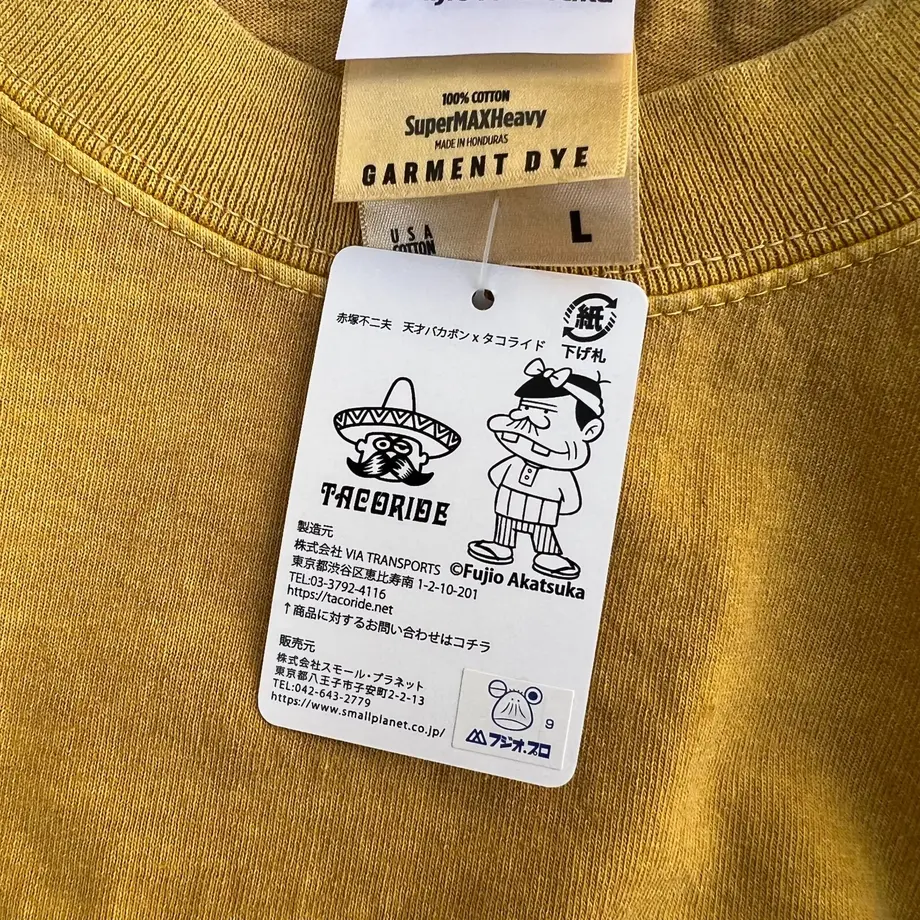 100% COTTON
SuperMAXHeavy
MADE IN HONDURAS
GARMENT DYE
USA
COTTON
L
赤塚不二夫 天才バカボン x タコライド
紙
下げ札
TACORIDE
©Fujio Akatsuka
製造元
株式会社 VIA TRANSPORTS
東京都渋谷区恵比寿南 1-2-10-201
TEL:03-3792-4116
https://tacoride.net
↑商品に対するお問い合わせはコチラ
販売元
株式会社スモール・プラネット
東京都八王子市子安町2-2-13
TEL:042-643-2779
https://www.smallplanet.co.jp/
9
フジオ・プロ